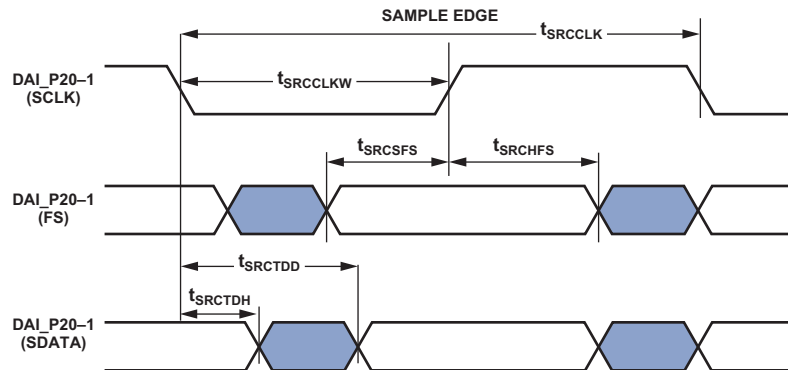 SAMPLE EDGE
tSRCCLK
DAI_P20–1
(SCLK)
tSRCCLKW
tSRCSFS
tSRCHFS
DAI_P20–1
(FS)
tSRCTDD
tSRCTDH
DAI_P20–1
(SDATA)